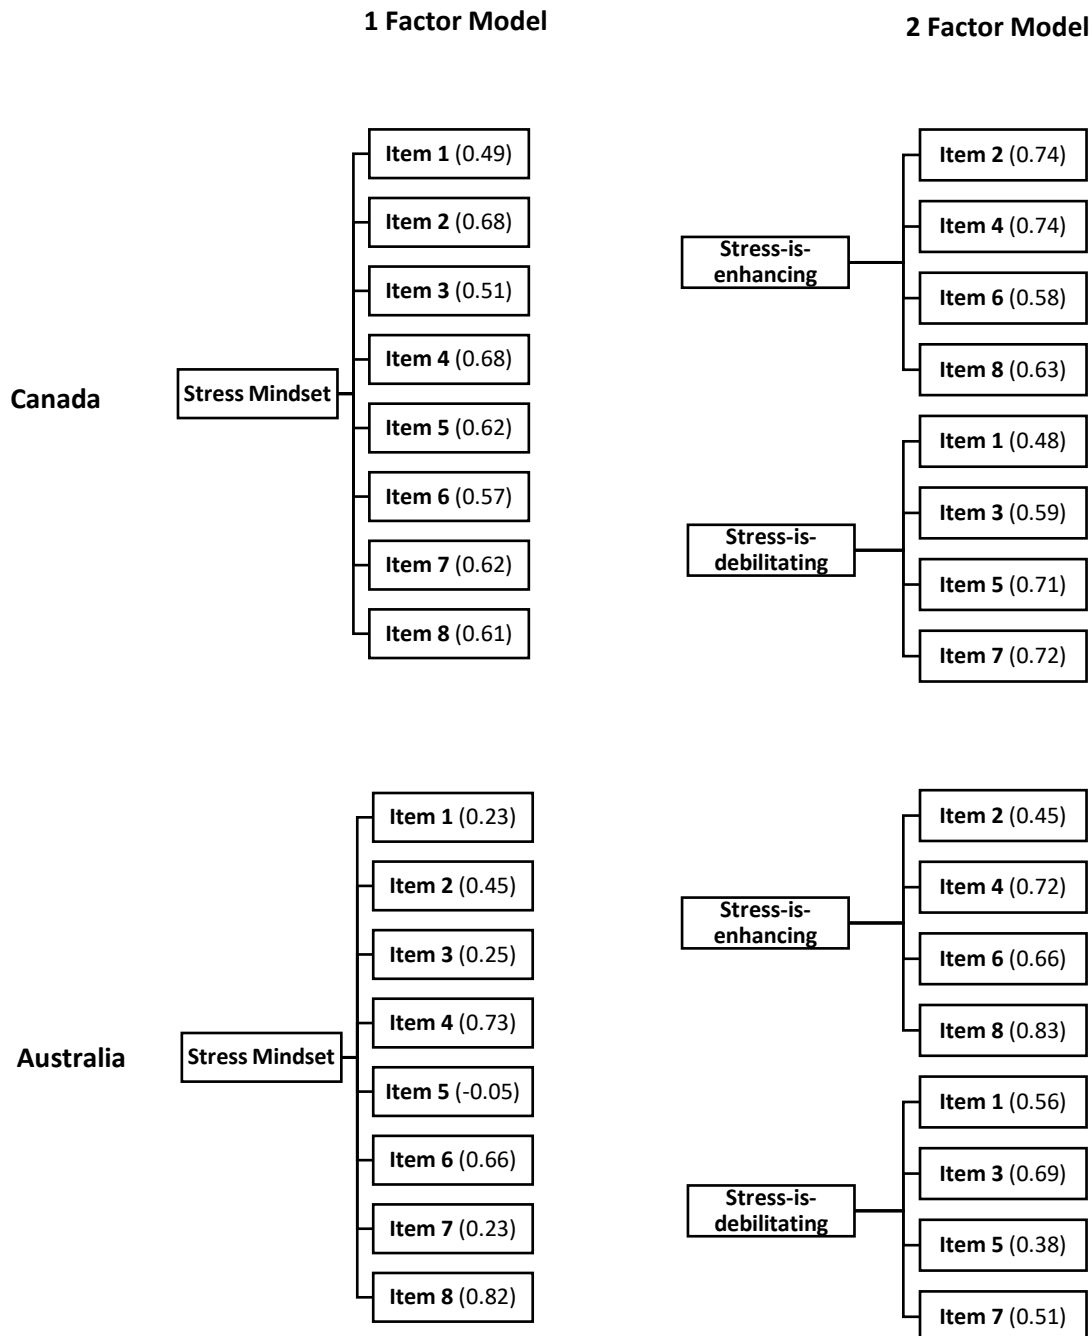 1 Factor Model
2 Factor Model
Canada
Stress Mindset
Item 1 (0.49)
Item 2 (0.68)
Item 3 (0.51)
Item 4 (0.68)
Item 5 (0.62)
Item 6 (0.57)
Item 7 (0.62)
Item 8 (0.61)
Stress-is-
enhancing
Item 2 (0.74)
Item 4 (0.74)
Item 6 (0.58)
Item 8 (0.63)
Stress-is-
debilitating
Item 1 (0.48)
Item 3 (0.59)
Item 5 (0.71)
Item 7 (0.72)
Australia
Stress Mindset
Item 1 (0.23)
Item 2 (0.45)
Item 3 (0.25)
Item 4 (0.73)
Item 5 (-0.05)
Item 6 (0.66)
Item 7 (0.23)
Item 8 (0.82)
Stress-is-
enhancing
Item 2 (0.45)
Item 4 (0.72)
Item 6 (0.66)
Item 8 (0.83)
Stress-is-
debilitating
Item 1 (0.56)
Item 3 (0.69)
Item 5 (0.38)
Item 7 (0.51)